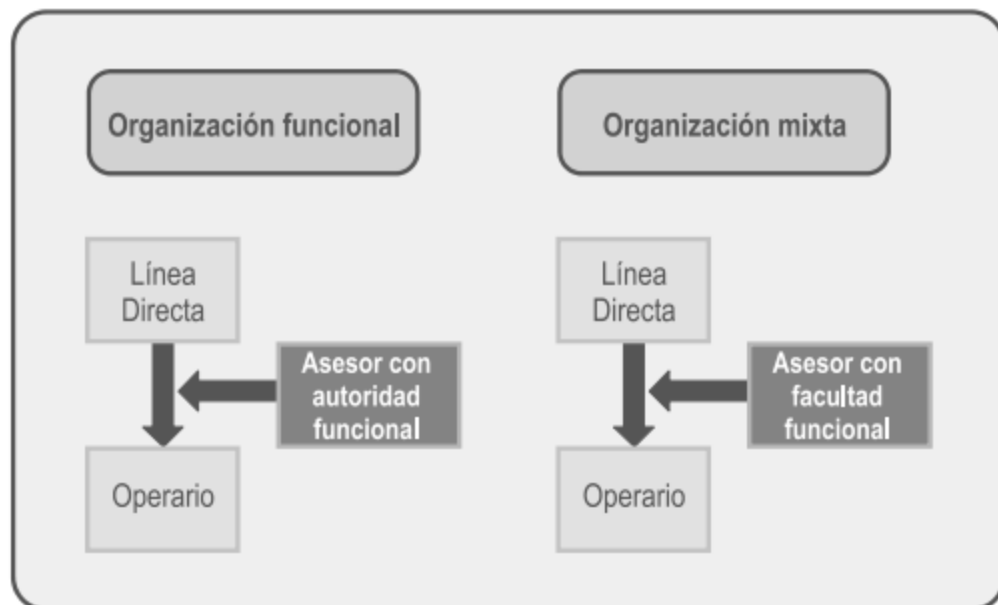 Organización funcional
Organización mixta
Línea
Directa
Asesor con
autoridad
funcional
Operario
Línea
Directa
Asesor con
facultad
funcional
Operario